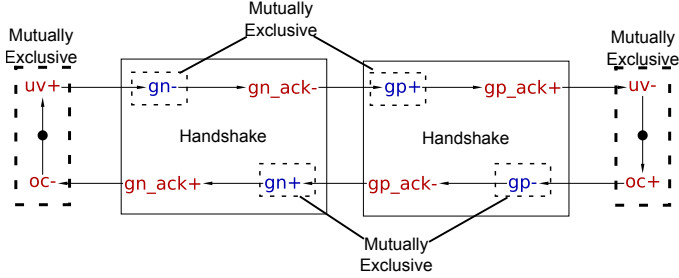 Mutually
Exclusive
Mutually
Exclusive
Mutually
Exclusive
uv+ gn- gn_ack- gp+ gp_ack+ uv-
Handshake Handshake
oc- gn_ack+ gn+ gp_ack- gp- oc+
Mutually
Exclusive